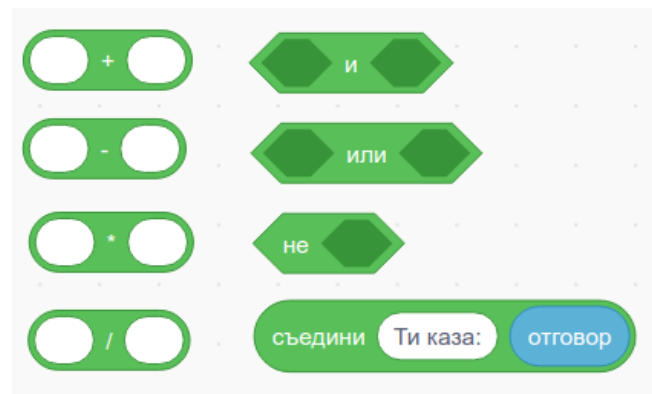 +
и
-
или
*
не
/
съедини Ти каза: отговор